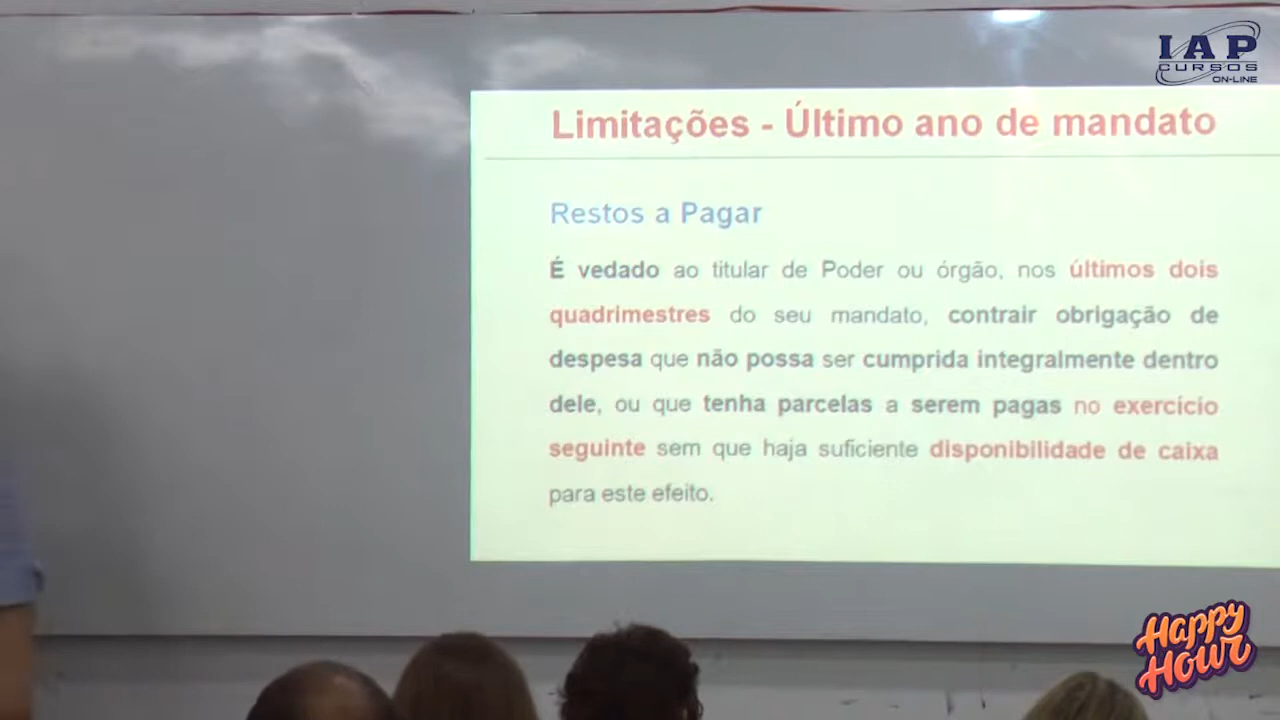 IAP
CURSOS
ON-LINE
Limitações - Último ano de mandato
Restos a Pagar
É vedado ao titular de Poder ou órgão, nos últimos dois
quadrimestres do seu mandato, contrair obrigação de
despesa que não possa ser cumprida integralmente dentro
dele, ou que tenha parcelas a serem pagas no exercício
seguinte sem que haja suficiente disponibilidade de caixa
para este efeito.
Happy
Hour